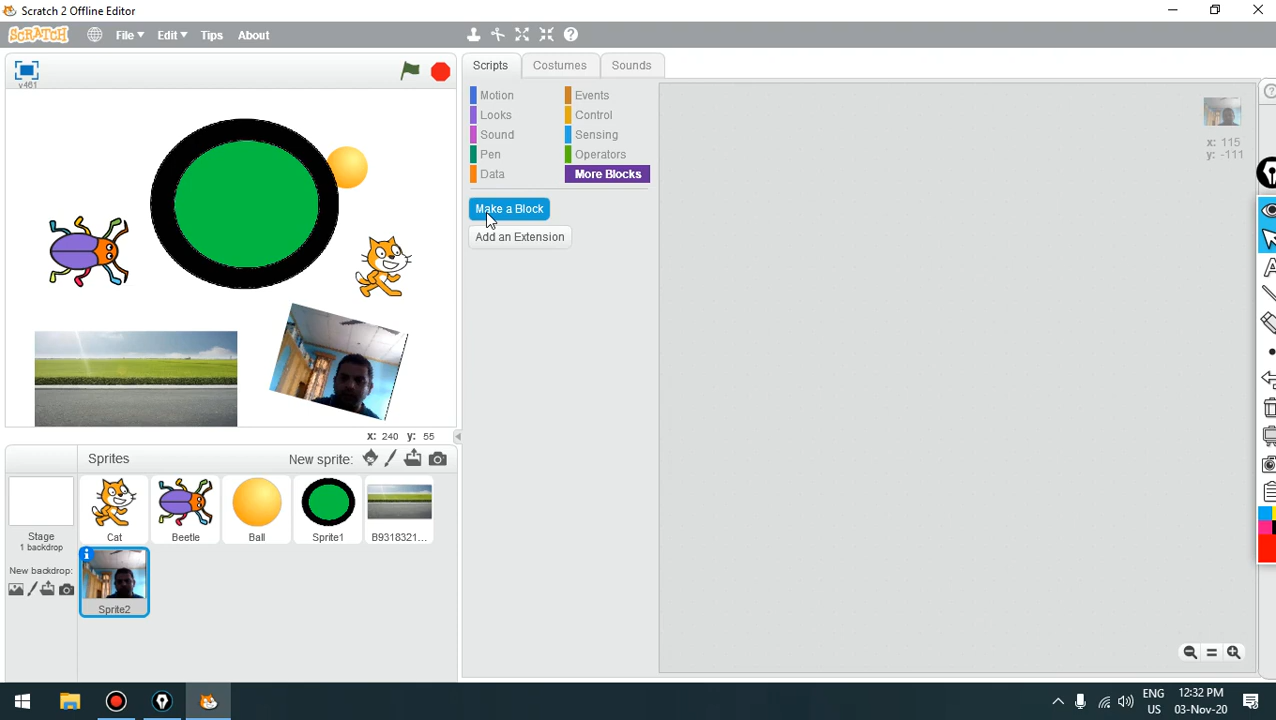 Scratch 2 Offline Editor
SCRATCH File Edit Tips About
v461
Scripts Costumes Sounds
Motion Events
Looks Control
Sound Sensing
Pen Operators
Data More Blocks
Make a Block
Add an Extension
x: 115
y: -111
x: 240 y: 55
Sprites New sprite:
Stage
1 backdrop
New backdrop:
Cat Beetle Ball Sprite1 B9318321...
Sprite2
ENG
US
12:32 PM
03-Nov-20